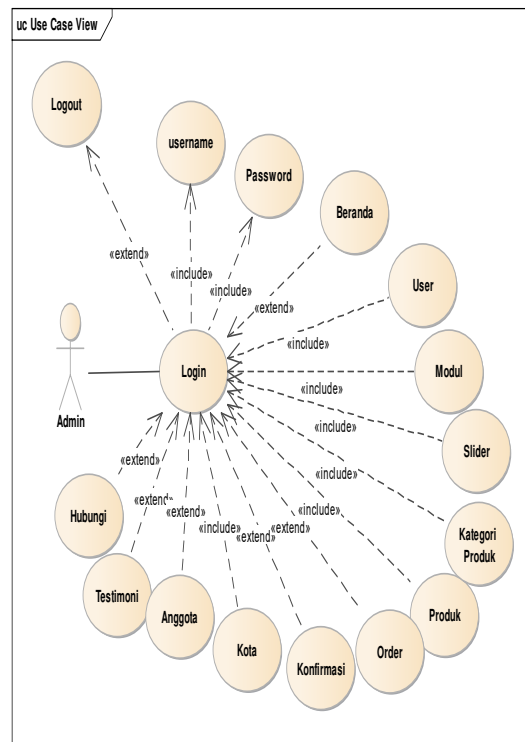 uc Use Case View
Logout
username
Password
Beranda
«extend»
«include»
«include»
«extend»
User
«include»
Login
Modul
«include»
Admin
«include»
Slider
«extend»
«include»
Hubungi
«extend»
«extend»
«include»
«extend»
«extend»
«include»
Kategori
Produk
Testimoni
Anggota
Kota
Konfirmasi
Order
Produk